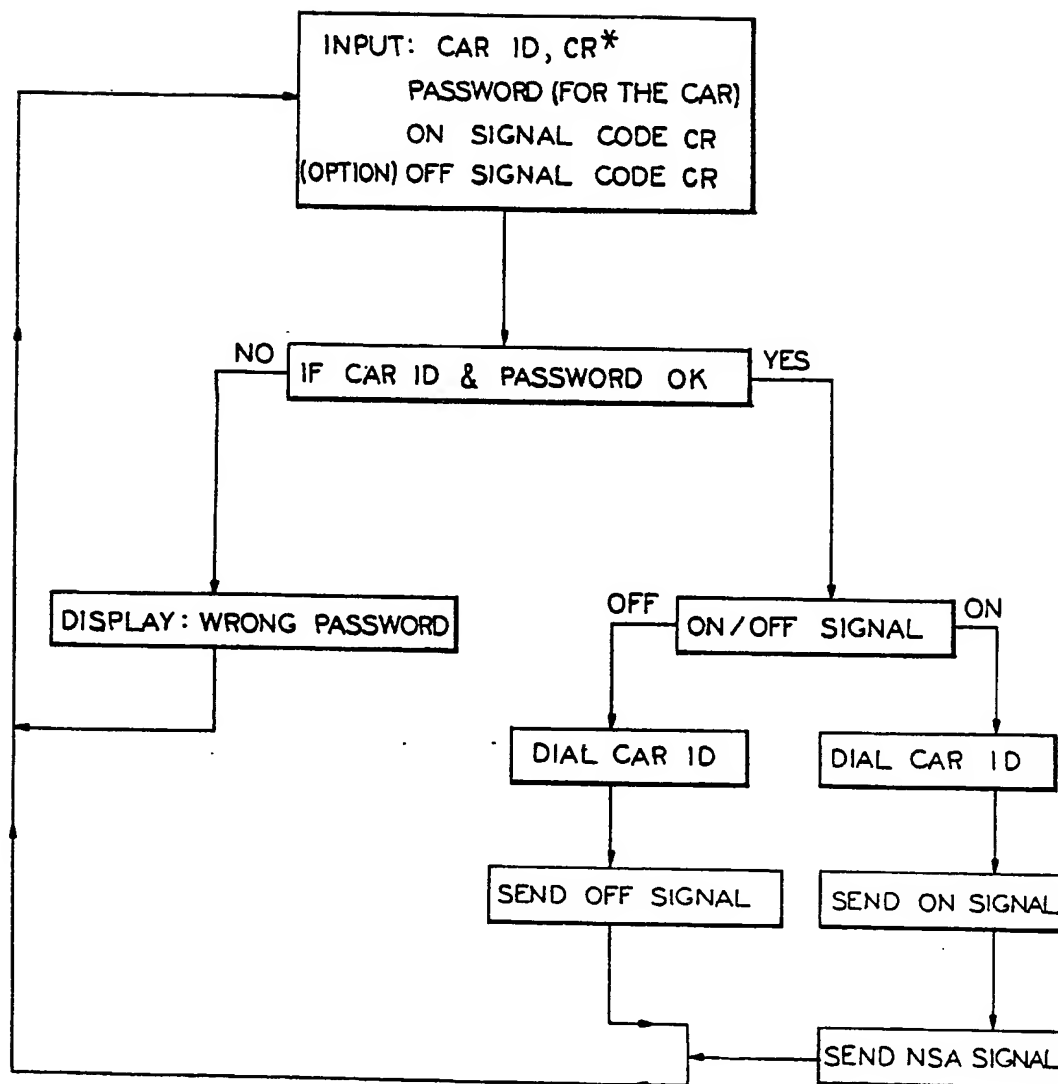 INPUT: CAR ID, CR*
PASSWORD (FOR THE CAR)
ON SIGNAL CODE CR
(OPTION) OFF SIGNAL CODE CR
NO
IF CAR ID & PASSWORD OK
YES
DISPLAY: WRONG PASSWORD
OFF
ON/OFF SIGNAL
ON
DIAL CAR ID
DIAL CAR ID
SEND OFF SIGNAL
SEND ON SIGNAL
SEND NSA SIGNAL